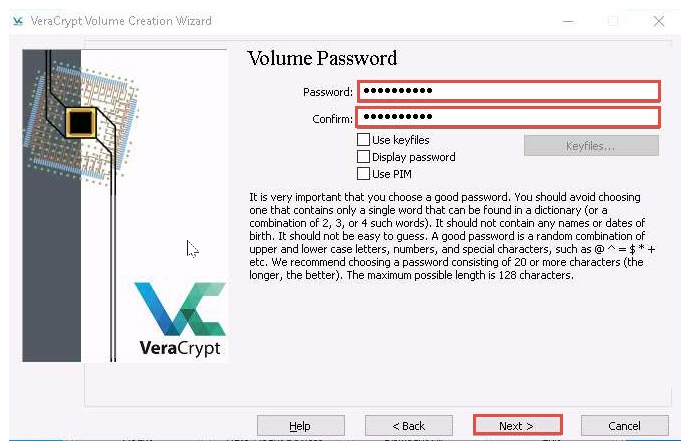 VeraCrypt Volume Creation Wizard
Volume Password
Password: ●●●●●●●●●●
Confirm: ●●●●●●●●●●
Use keyfiles
Keyfiles...
Display password
Use PIM
It is very important that you choose a good password. You should avoid choosing
one that contains only a single word that can be found in a dictionary (or a
combination of 2, 3, or 4 such words). It should not contain any names or dates of
birth. It should not be easy to guess. A good password is a random combination of
upper and lower case letters, numbers, and special characters, such as @ ^ = $ * +
etc. We recommend choosing a password consisting of 20 or more characters (the
longer, the better). The maximum possible length is 128 characters.
VeraCrypt
Help
< Back
Next >
Cancel